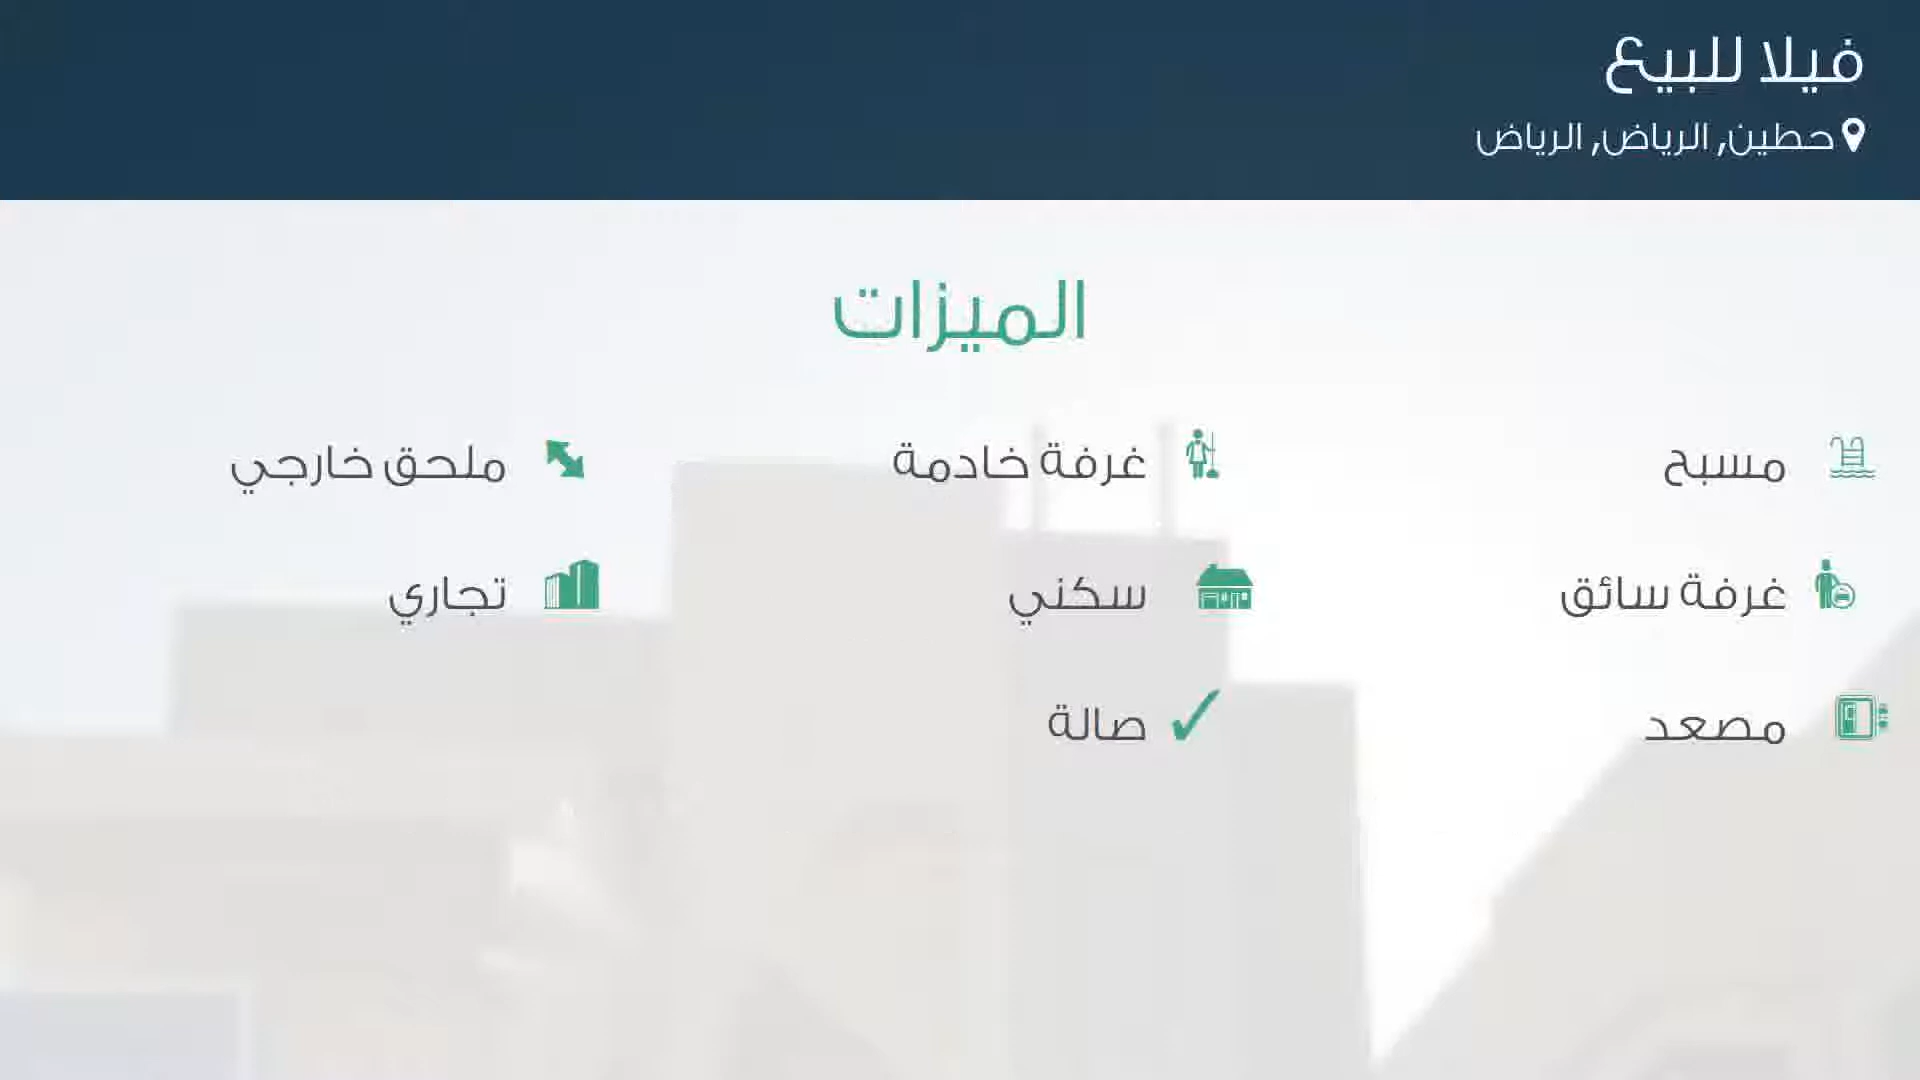 فيلا للبيع
حطين, الرياض, الرياض
الميزات
مسبح
غرفة خادمة
ملحق خارجي
غرفة سائق
سكني
تجاري
مصعد
صالة